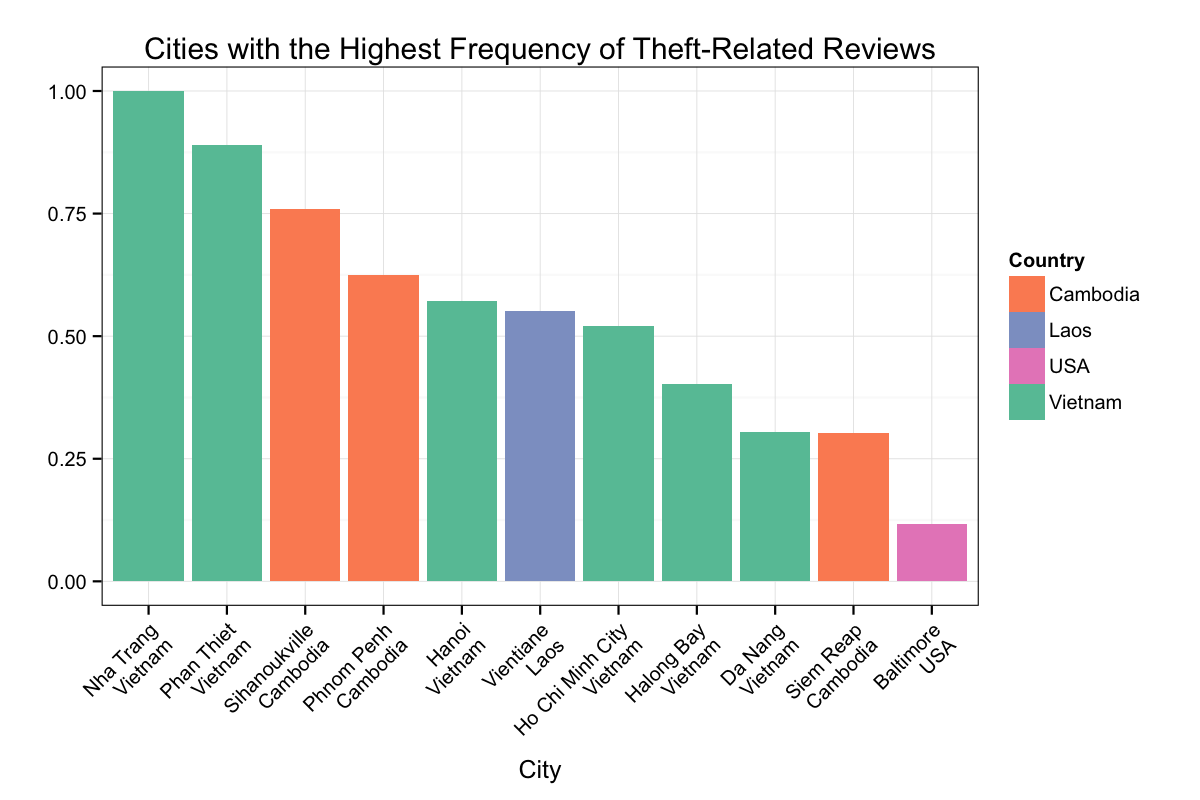 Cities with the Highest Frequency of Theft-Related Reviews
1.00
0.75
0.50
0.25
0.00
Nha Trang
Vietnam
Phan Thiet
Vietnam
Sihanoukville
Cambodia
Phnom Penh
Cambodia
Hanoi
Vietnam
Vientiane
Laos
Ho Chi Minh City
Vietnam
Halong Bay
Vietnam
Da Nang
Vietnam
Siem Reap
Cambodia
Baltimore
USA
City
Country
Cambodia
Laos
USA
Vietnam